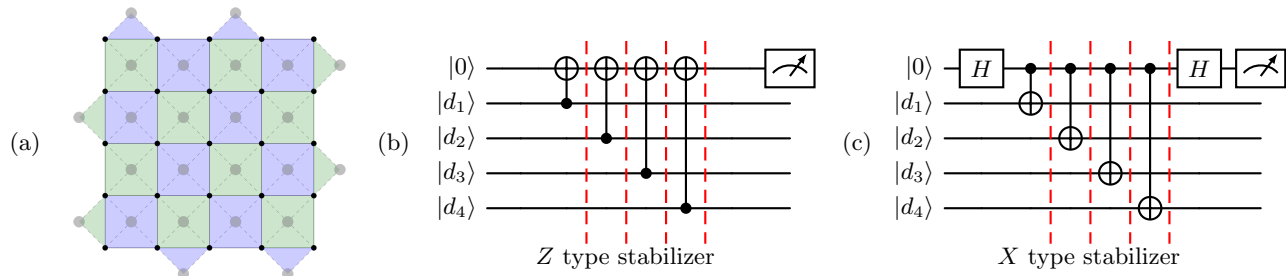 (a)
(b)
|0⟩
|d₁⟩
|d₂⟩
|d₃⟩
|d₄⟩
Z type stabilizer
(c)
|0⟩ H H
|d₁⟩
|d₂⟩
|d₃⟩
|d₄⟩
X type stabilizer